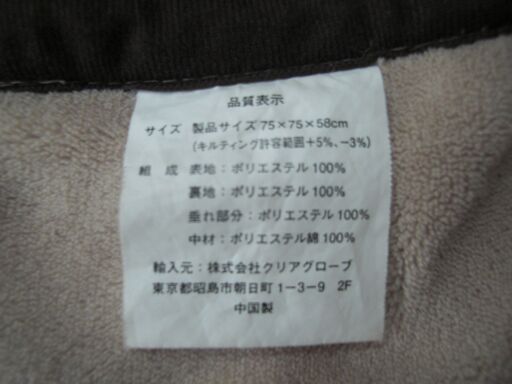 品質表示
サイズ 製品サイズ75×75×58cm
(キルティング許容範囲+5%、-3%)
組 成 表地:ポリエステル100%
裏地:ポリエステル100%
垂れ部分:ポリエステル100%
中材:ポリエステル綿100%
輸入元:株式会社クリアグローブ
東京都昭島市朝日町1-3-9 2F
中国製